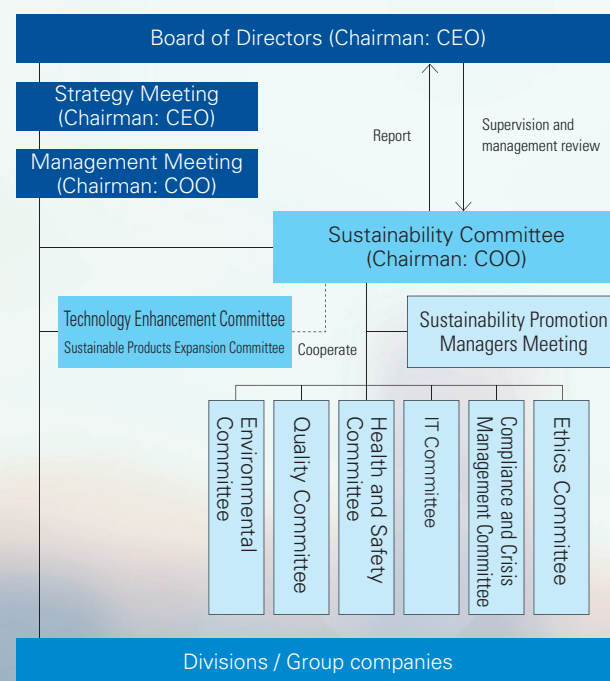 Board of Directors (Chairman: CEO)
Strategy Meeting
(Chairman: CEO)
Management Meeting
(Chairman: COO)
Report
Supervision and
management review
Sustainability Committee
(Chairman: COO)
Technology Enhancement Committee
Sustainable Products Expansion Committee
Cooperate
Sustainability Promotion
Managers Meeting
Environmental
Committee
Quality Committee
Health and Safety
Committee
IT Committee
Compliance and Crisis
Management Committee
Ethics Committee
Divisions / Group companies